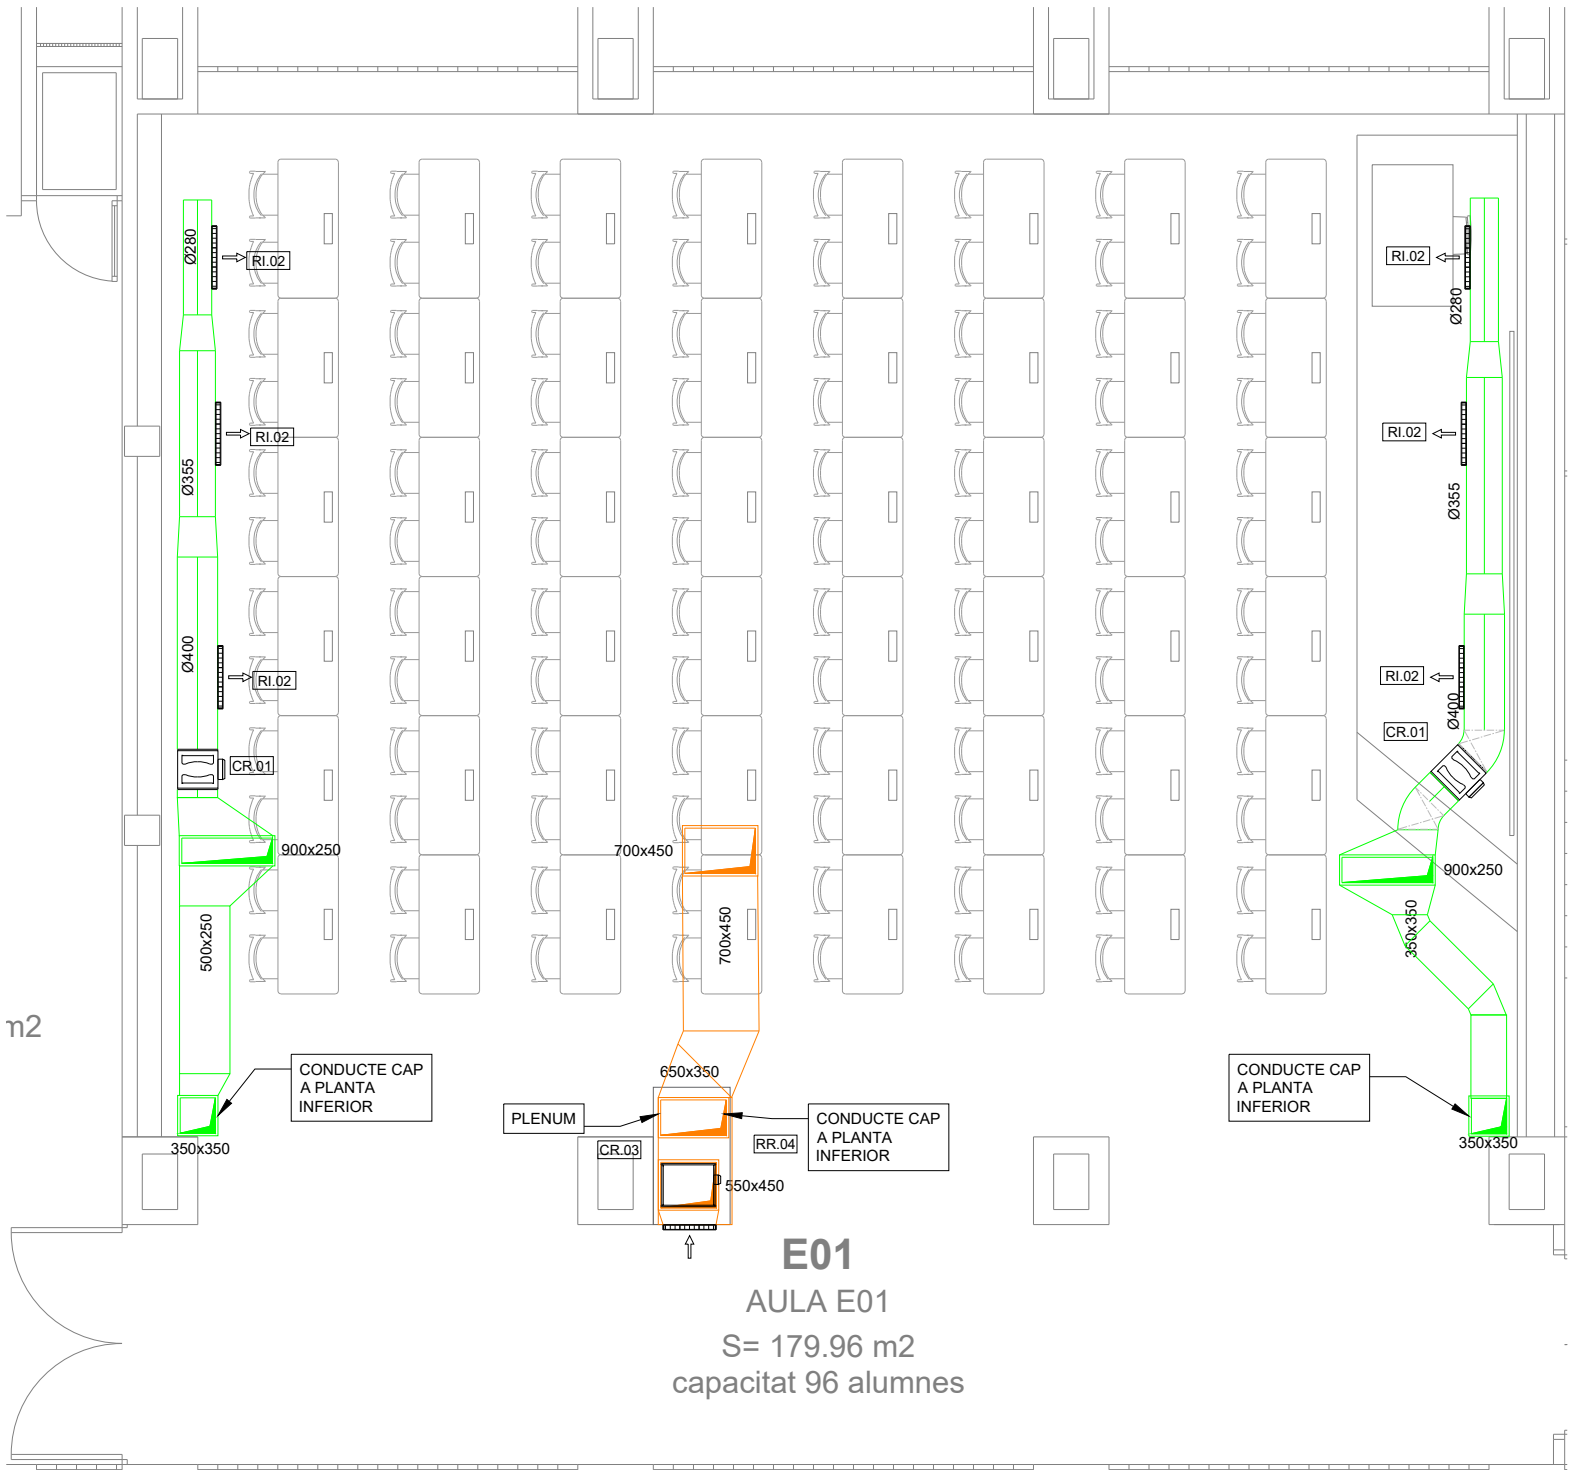 Ø280
RI.02
RI.02
Ø280
RI.02
RI.02
Ø355
Ø355
Ø400
RI.02
RI.02
Ø400
CR.01
CR.01
900x250
700x450
900x250
500x250
700x450
350x350
m2
CONDUCTE CAP
A PLANTA
INFERIOR
650x350
CONDUCTE CAP
A PLANTA
INFERIOR
PLENUM
CONDUCTE CAP
A PLANTA
INFERIOR
350x350
CR.03
RR.04
350x350
550x450
E01
AULA E01
S= 179.96 m2
capacitat 96 alumnes